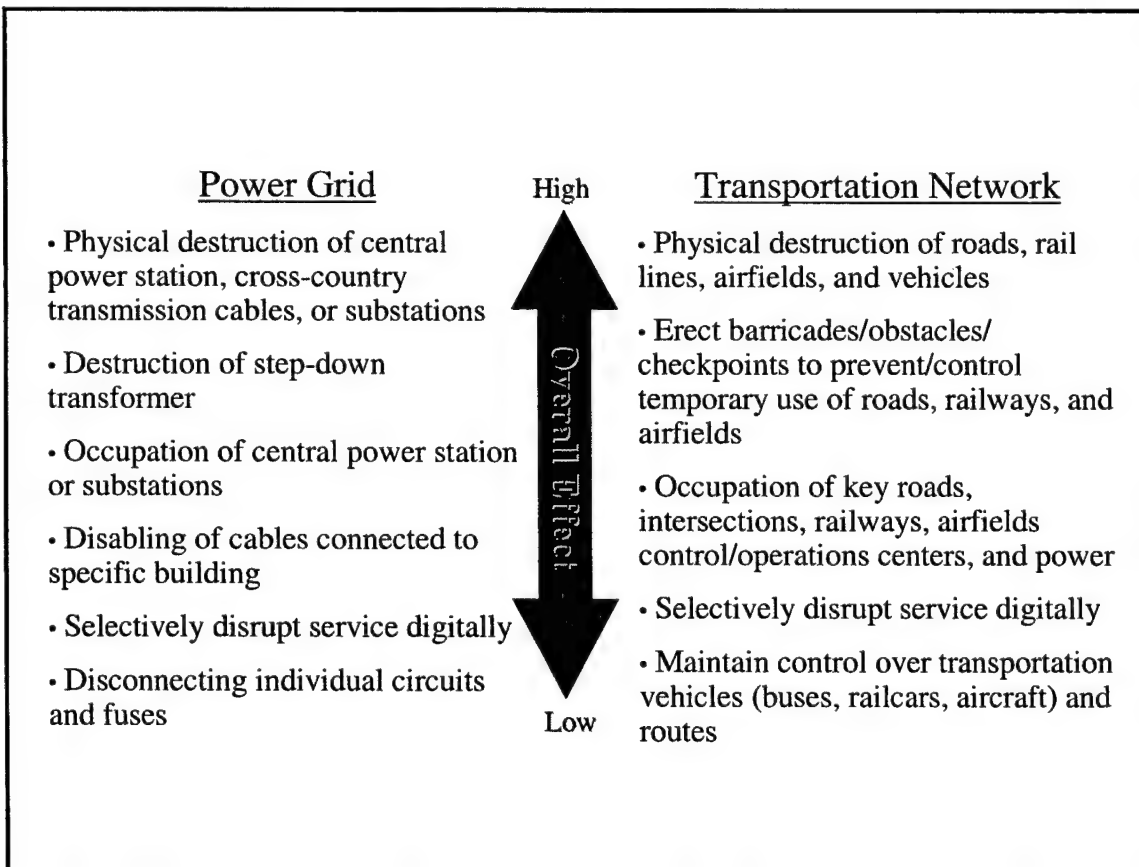 Power Grid
• Physical destruction of central
power station, cross-country
transmission cables, or substations
• Destruction of step-down
transformer
• Occupation of central power station
or substations
• Disabling of cables connected to
specific building
• Selectively disrupt service digitally
• Disconnecting individual circuits
and fuses
High
Overall Effect
Low
Transportation Network
• Physical destruction of roads, rail
lines, airfields, and vehicles
• Erect barricades/obstacles/
checkpoints to prevent/control
temporary use of roads, railways, and
airfields
• Occupation of key roads,
intersections, railways, airfields
control/operations centers, and power
• Selectively disrupt service digitally
• Maintain control over transportation
vehicles (buses, railcars, aircraft) and
routes